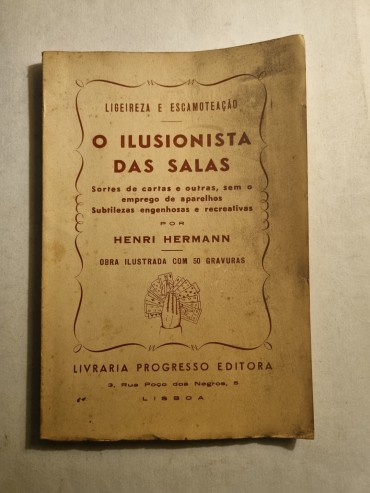 LIGEIREZA E ESCAMOTEAÇÃO
O ILUSIONISTA
DAS SALAS
Sortes de cartas e outras, sem o
emprego de aparelhos
Subtilezas engenhosas e recreativas
POR
HENRI HERMANN
OBRA ILUSTRADA COM 50 GRAVURAS
LIVRARIA PROGRESSO EDITORA
3, Rua Poço dos Negros, 5
LISBOA